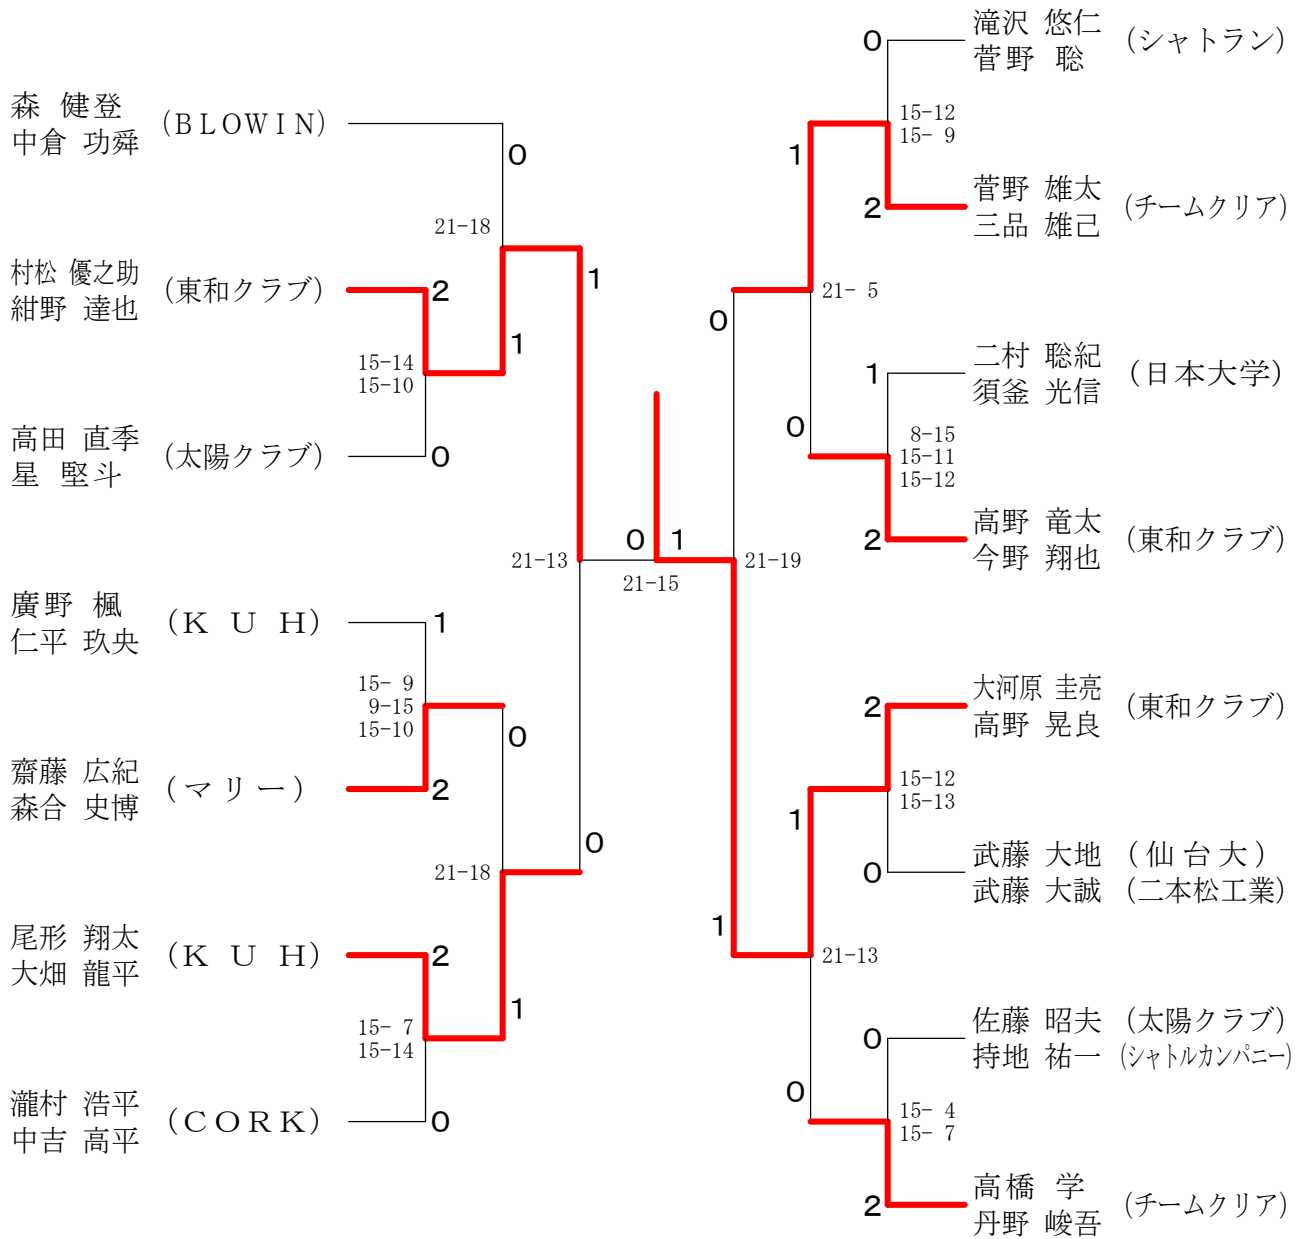 森 健登
中倉 功舜
(BLOWIN)
村松 優之助
紺野 達也
(東和クラブ)
高田 直季
星 堅斗
(太陽クラブ)
廣野 楓
仁平 玖央
(K U H)
齋藤 広紀
森合 史博
(マリー)
尾形 翔太
大畑 龍平
(K U H)
瀧村 浩平
中吉 高平
(CORK)
0
21-18
1
2
15-14
15-10
0
1
1
15- 9
9-15
15-10
2
0
21-18
1
2
15- 7
15-14
0
0
21-13
0
1
21-15
21-19
0
1
1
21- 5
0
1
21-13
0
0
15-12
15- 9
2
1
8-15
15-11
15-12
2
2
15-12
15-13
0
0
15- 4
15- 7
2
滝沢 悠仁
菅野 聡
(シャトラン)
菅野 雄太
三品 雄己
(チームクリア)
二村 聡紀
須釜 光信
(日本大学)
高野 竜太
今野 翔也
(東和クラブ)
大河原 圭亮
高野 晃良
(東和クラブ)
武藤 大地 (仙台大)
武藤 大誠 (二本松工業)
佐藤 昭夫 (太陽クラブ)
持地 祐一 (シャトルカンパニー)
高橋 学
丹野 峻吾
(チームクリア)